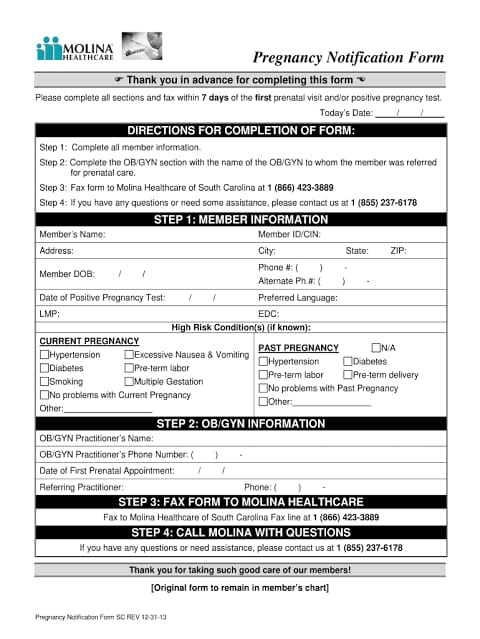 MOLINA
HEALTHCARE
Pregnancy Notification Form
☞ Thank you in advance for completing this form ☜
Please complete all sections and fax within 7 days of the first prenatal visit and/or positive pregnancy test.
Today's Date: _____/_____/_____
DIRECTIONS FOR COMPLETION OF FORM:
Step 1: Complete all member information.
Step 2: Complete the OB/GYN section with the name of the OB/GYN to whom the member was referred
for prenatal care.
Step 3: Fax form to Molina Healthcare of South Carolina at 1 (866) 423-3889
Step 4: If you have any questions or need some assistance, please contact us at 1 (855) 237-6178
STEP 1: MEMBER INFORMATION
Member's Name: Member ID/CIN:
Address: City: State: ZIP:
Member DOB: / / Phone #: ( ) -
Alternate Ph.#: ( ) -
Date of Positive Pregnancy Test: / / Preferred Language:
LMP: EDC:
High Risk Condition(s) (if known):
CURRENT PREGNANCY
☐Hypertension ☐Excessive Nausea & Vomiting
☐Diabetes ☐Pre-term labor
☐Smoking ☐Multiple Gestation
☐No problems with Current Pregnancy
Other:___________________
PAST PREGNANCY ☐N/A
☐Hypertension ☐Diabetes
☐Pre-term labor ☐Pre-term delivery
☐No problems with Past Pregnancy
☐Other:_________________
STEP 2: OB/GYN INFORMATION
OB/GYN Practitioner's Name:
OB/GYN Practitioner's Phone Number: ( ) -
Date of First Prenatal Appointment: / /
Referring Practitioner: Phone: ( ) -
STEP 3: FAX FORM TO MOLINA HEALTHCARE
Fax to Molina Healthcare of South Carolina Fax line at 1 (866) 423-3889
STEP 4: CALL MOLINA WITH QUESTIONS
If you have any questions or need assistance, please contact us at 1 (855) 237-6178
Thank you for taking such good care of our members!
[Original form to remain in member's chart]
Pregnancy Notification Form SC REV 12-31-13